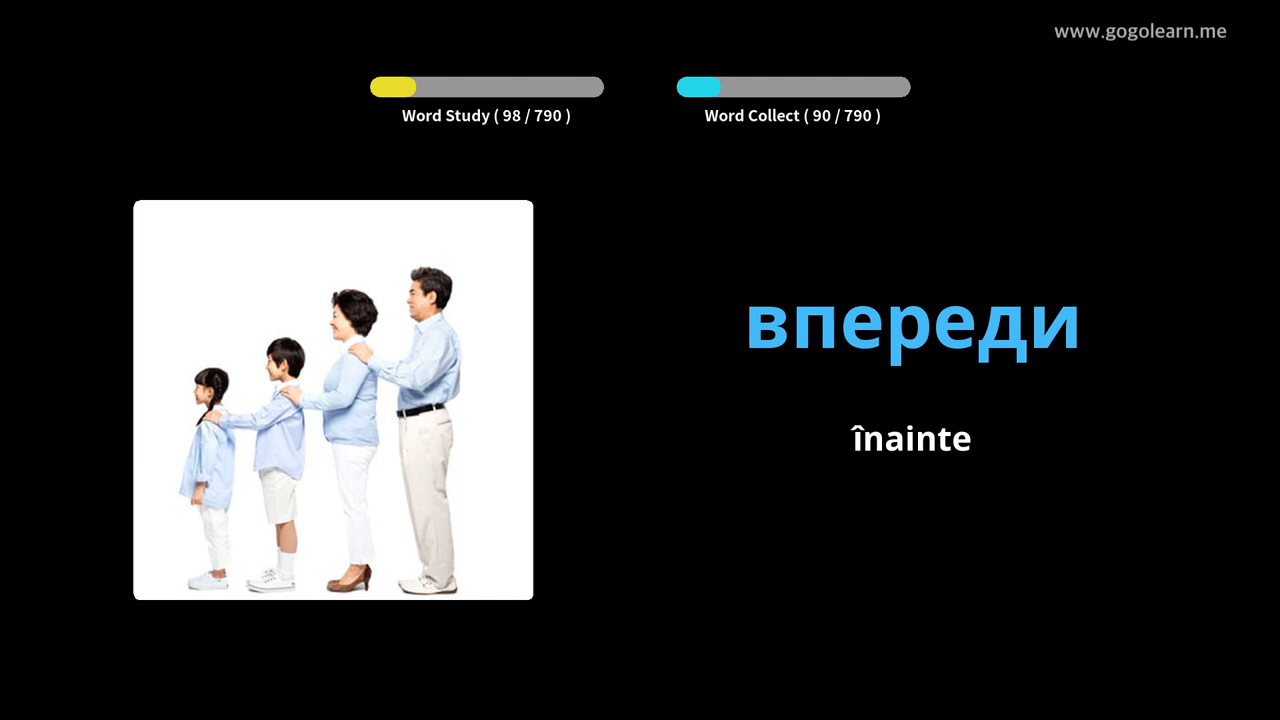 www.gogolearn.me
Word Study ( 98 / 790 )
Word Collect ( 90 / 790 )
впереди
înainte